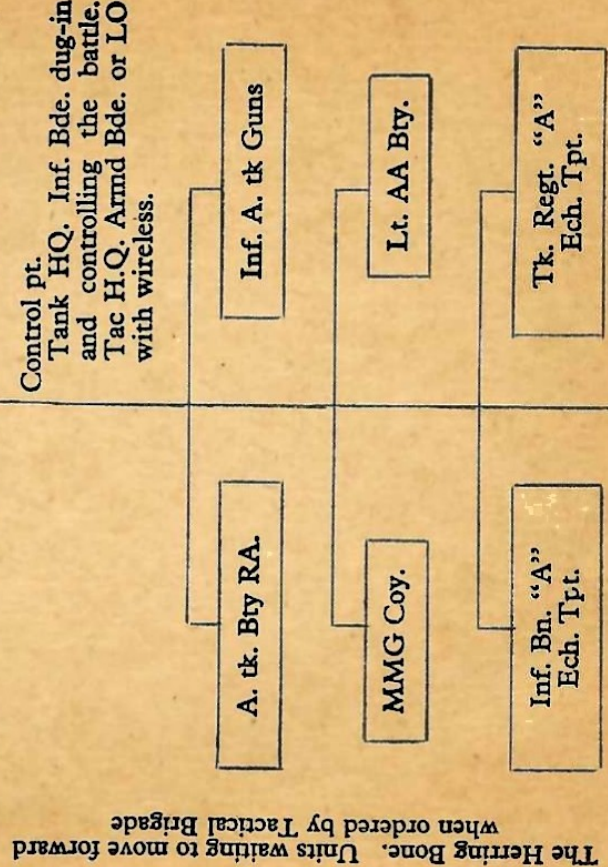 Control pt.
Tank HQ. Inf. Bde. dug-in
and controlling the battle.
Tac H.Q. Armd Bde. or LO
with wireless.
A. tk. Bty RA.
Inf. A. tk Guns
MMG Coy.
Lt. AA Bty.
Inf. Bn. “A”
Ech. Tpt.
Tk. Regt. “A”
Ech. Tpt.
The Herring Bone. Units waiting to move forward
when ordered by Tactical Brigade